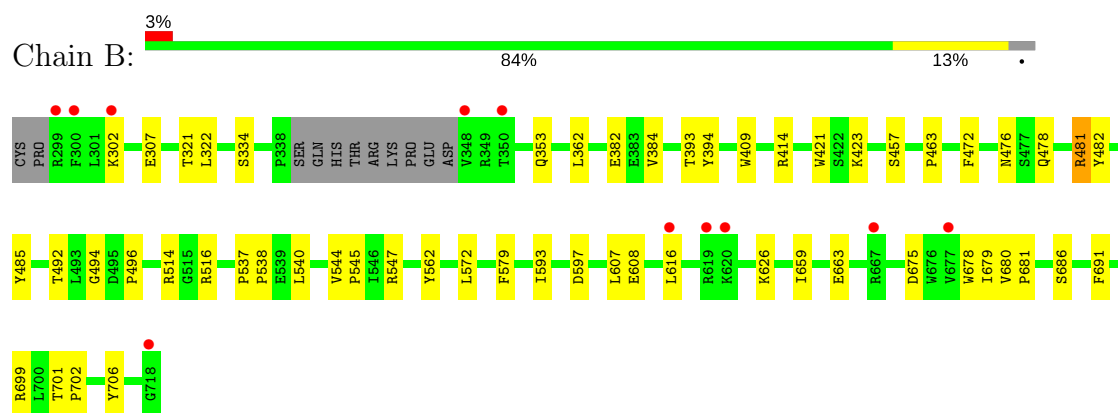 3%
Chain B:
84%
13%
•
CYS PRO R299 F300 L301 K302 E307 T321 L322 S334 P338 SER GLN HIS THR ARG LYS PRO GLU ASP V348 R349 T350 Q353 L362 E382 E383 V384 T393 Y394 W409 R414 W421 S422 K423 S457 P463 F472 N476 S477 Q478 R481 Y482
Y485 T492 L493 G494 D495 P496 R514 G515 R516 P537 P538 E539 L540 V544 P545 I546 R547 Y562 L572 F579 I593 D597 L607 E608 L616 R619 K620 K626 I659 E663 R667 D675 W676 V677 W678 I679 V680 P681 S686 F691
R699 L700 T701 P702 Y706 G718